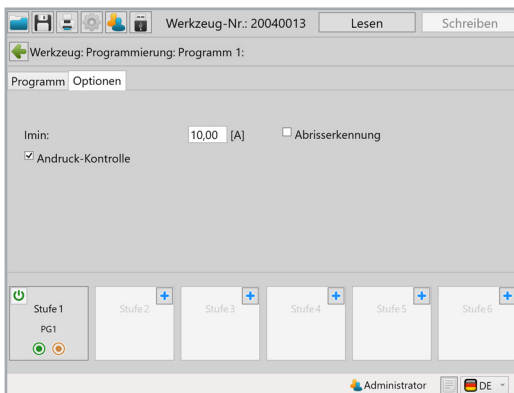 Werkzeug-Nr.: 20040013 Lesen Schreiben
Werkzeug: Programmierung: Programm 1:
Programm Optionen
Imin: 10,00 [A] Abrisserkennung
Andruck-Kontrolle
Stufe 1 Stufe 2 Stufe 3 Stufe 4 Stufe 5 Stufe 6
PG1
Administrator DE